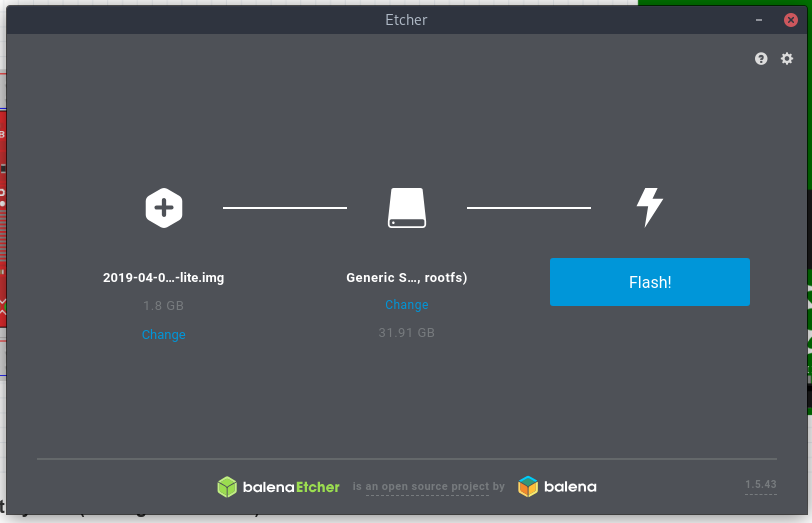 Etcher
2019-04-0...-lite.img
1.8 GB
Change
Generic S..., rootfs)
Change
31.91 GB
Flash!
balenaEtcher is an open source project by balena
1.5.43